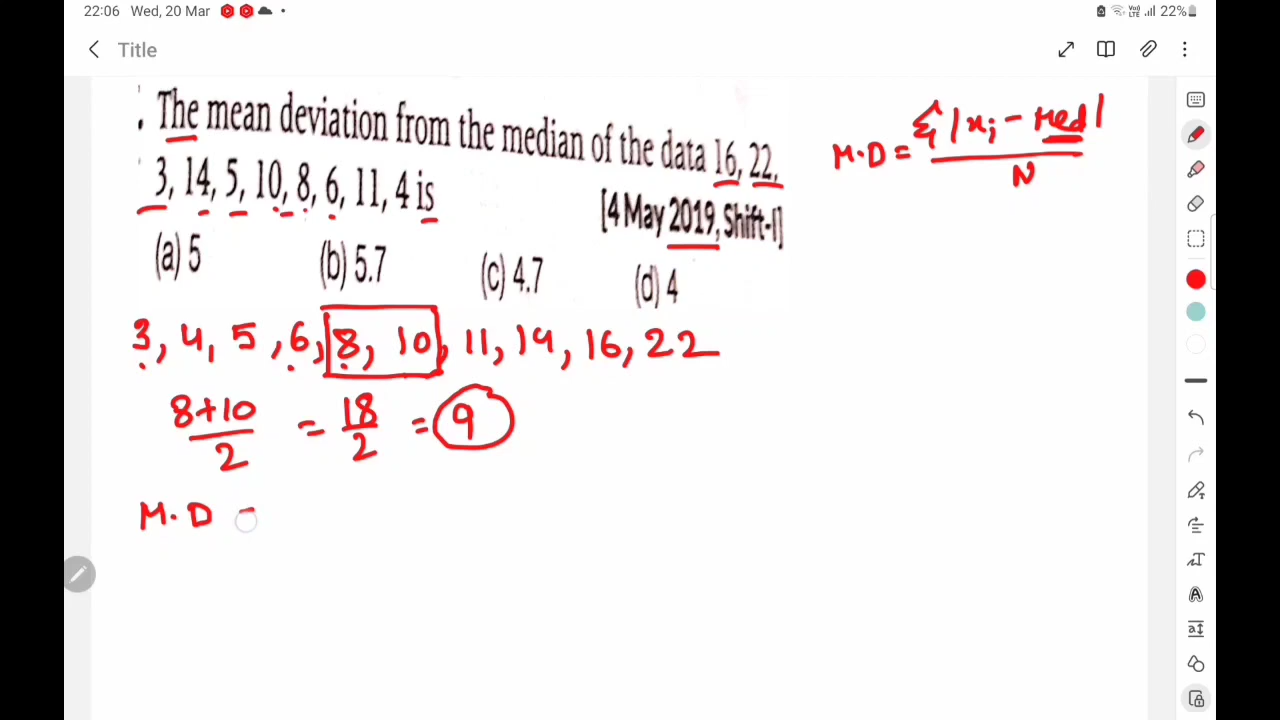 22:06 Wed, 20 Mar
22%
Title
The mean deviation from the median of the data 16, 22,
3, 14, 5, 10, 8, 6, 11, 4 is
[4 May 2019, Shift-I]
(a) 5 (b) 5.7 (c) 4.7 (d) 4
M.D = Σ |xᵢ - Med| / N
3, 4, 5, 6, 8, 10, 11, 14, 16, 22
8+10 / 2 = 18 / 2 = 9
M.D =